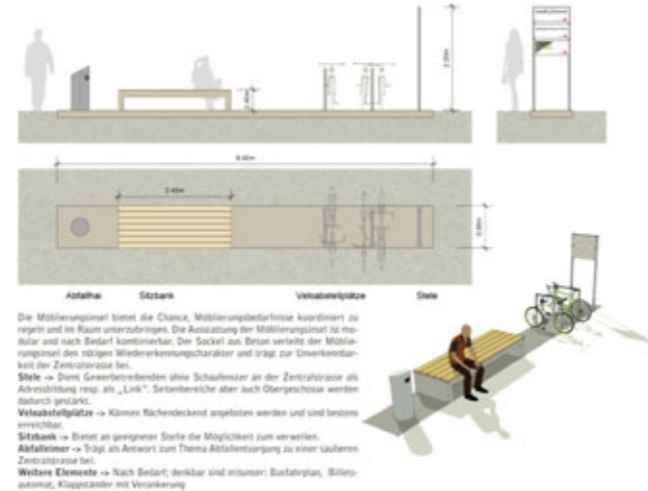 2.20m
0.45m
8.00m
2.40m
0.90m
Abfallhai Sitzbank Veloabstellplätze Stele
Die Möblierungsinsel bietet die Chance, Möblierungsbedürfnisse koordiniert zu
regeln und im Raum unterzubringen. Die Ausstattung der Möblierungsinsel ist mo-
dular und nach Bedarf kombinierbar. Der Sockel aus Beton verleiht der Möblie-
rungsinsel den nötigen Wiedererkennungscharakter und trägt zur Unverkennbar-
keit der Zentralstrasse bei.
Stele -> Dient Gewerbetreibenden ohne Schaufenster an der Zentralstrasse als
Adressbildung resp. als „Link“. Seitenbereiche aber auch Obergeschosse werden
dadurch gestärkt.
Veloabstellplätze -> Können flächendeckend angeboten werden und sind bestens
erreichbar.
Sitzbank -> Bietet an geeigneter Stelle die Möglichkeit zum verweilen.
Abfalleimer -> Trägt als Antwort zum Thema Abfallentsorgung zu einer sauberen
Zentralstrasse bei.
Weitere Elemente -> Nach Bedarf; denkbar sind mitunter: Busfahrplan, Billett-
automat, Klappständer mit Verankerung